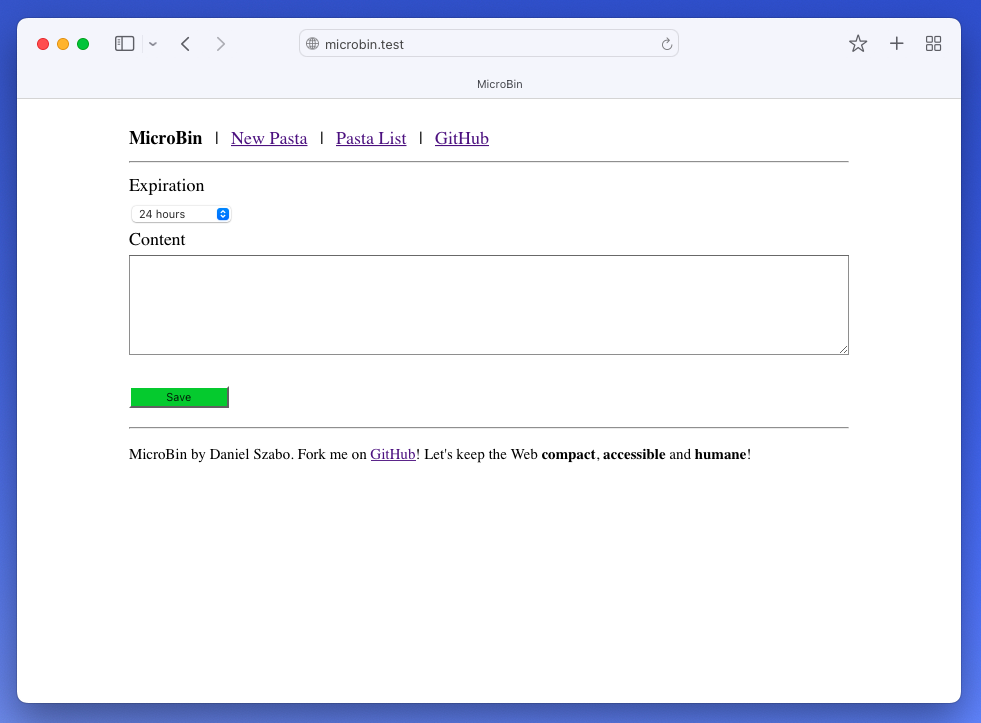 microbin.test
MicroBin
MicroBin | New Pasta | Pasta List | GitHub
Expiration
24 hours
Content
Save
MicroBin by Daniel Szabo. Fork me on GitHub! Let's keep the Web compact, accessible and humane!